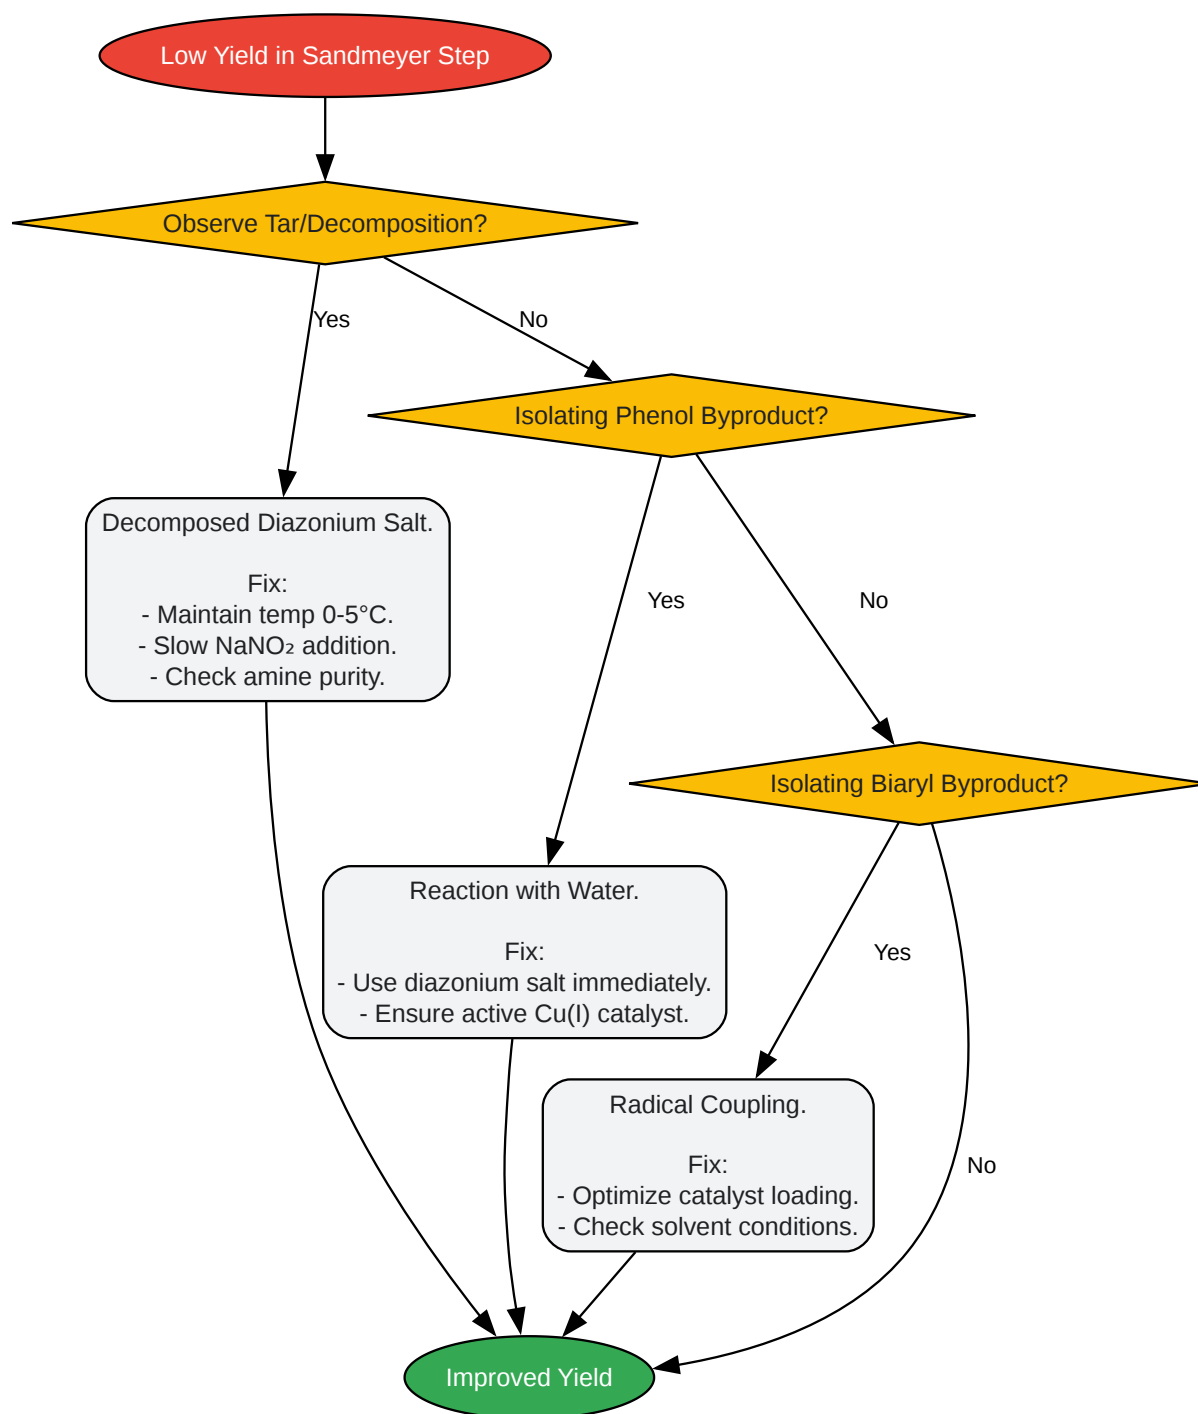 Low Yield in Sandmeyer Step
Observe Tar/Decomposition?
Yes
No
Isolating Phenol Byproduct?
Decomposed Diazonium Salt.
Fix:
- Maintain temp 0-5°C.
- Slow NaNO₂ addition.
- Check amine purity.
Yes
No
Isolating Biaryl Byproduct?
Reaction with Water.
Fix:
- Use diazonium salt immediately.
- Ensure active Cu(I) catalyst.
Yes
Radical Coupling.
Fix:
- Optimize catalyst loading.
- Check solvent conditions.
No
Improved Yield